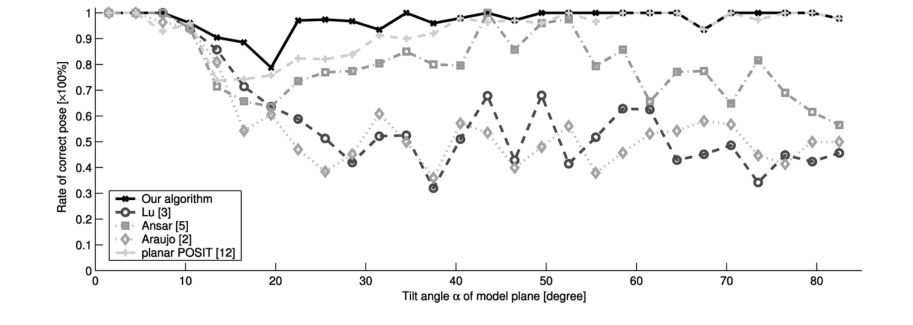 1
0.9
0.8
0.7
0.6
0.5
0.4
0.3
0.2
0.1
0
Rate of correct pose [×100%]
Our algorithm
Lu [3]
Ansar [5]
Araujo [2]
planar POSIT [12]
0 10 20 30 40 50 60 70 80
Tilt angle α of model plane [degree]